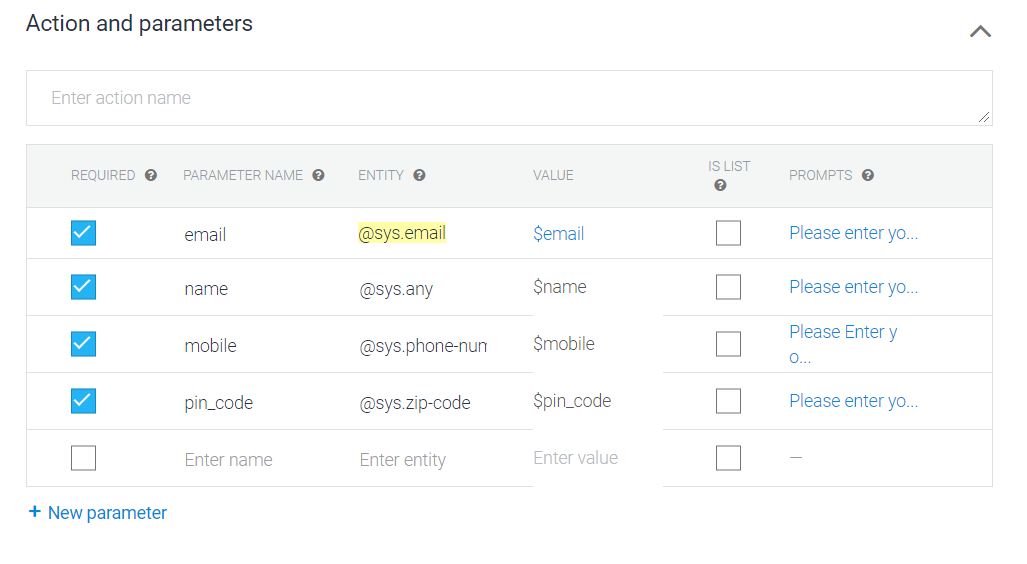 Action and parameters
Enter action name
REQUIRED PARAMETER NAME ENTITY VALUE IS LIST PROMPTS
email @sys.email $email Please enter yo...
name @sys.any $name Please enter yo...
mobile @sys.phone-num $mobile Please Enter y
o...
pin_code @sys.zip-code $pin_code Please enter yo...
Enter name Enter entity Enter value —
+ New parameter